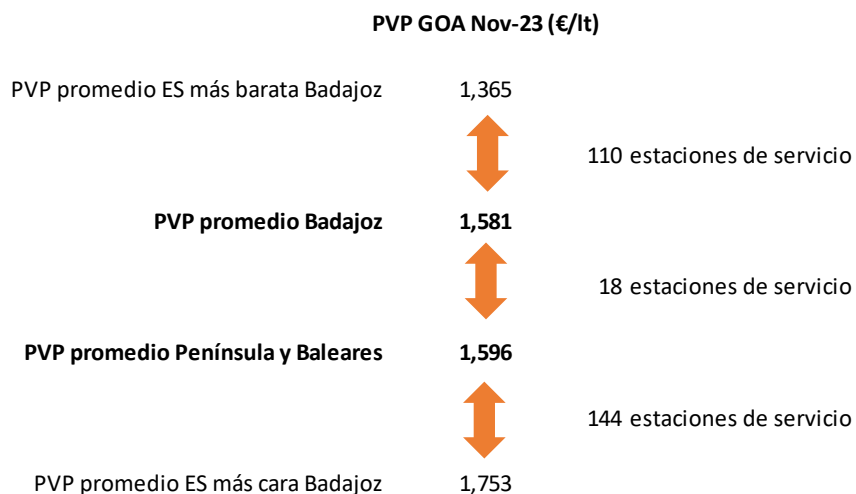 PVP GOA Nov-23 (€/lt)
PVP promedio ES más barata Badajoz 1,365
110 estaciones de servicio
PVP promedio Badajoz 1,581
18 estaciones de servicio
PVP promedio Península y Baleares 1,596
144 estaciones de servicio
PVP promedio ES más cara Badajoz 1,753